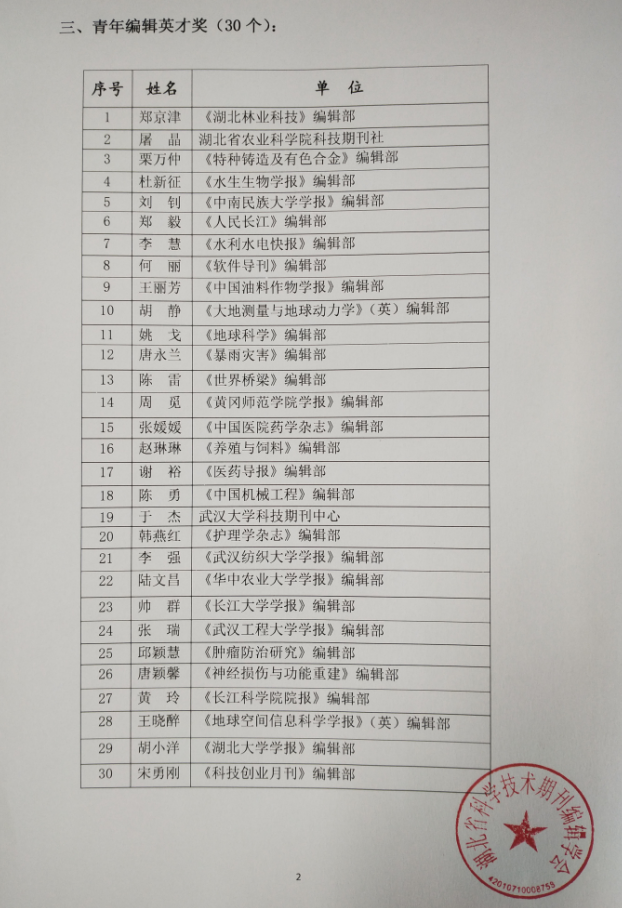 三、青年编辑英才奖（30个）：
序号 姓名 单 位
1 郑京津 《湖北林业科技》编辑部
2 屠 晶 湖北省农业科学院科技期刊社
3 栗万仲 《特种铸造及有色合金》编辑部
4 杜新征 《水生生物学报》编辑部
5 刘 钊 《中南民族大学学报》编辑部
6 郑 毅 《人民长江》编辑部
7 李 慧 《水利水电快报》编辑部
8 何 丽 《软件导刊》编辑部
9 王丽芳 《中国油料作物学报》编辑部
10 胡 静 《大地测量与地球动力学》（英）编辑部
11 姚 戈 《地球科学》编辑部
12 唐永兰 《暴雨灾害》编辑部
13 陈 雷 《世界桥梁》编辑部
14 周 觅 《黄冈师范学院学报》编辑部
15 张媛媛 《中国医院药学杂志》编辑部
16 赵琳琳 《养殖与饲料》编辑部
17 谢 裕 《医药导报》编辑部
18 陈 勇 《中国机械工程》编辑部
19 于 杰 武汉大学科技期刊中心
20 韩燕红 《护理学杂志》编辑部
21 李 强 《武汉纺织大学学报》编辑部
22 陆文昌 《华中农业大学学报》编辑部
23 帅 群 《长江大学学报》编辑部
24 张 瑞 《武汉工程大学学报》编辑部
25 邱颖慧 《肿瘤防治研究》编辑部
26 唐颖馨 《神经损伤与功能重建》编辑部
27 黄 玲 《长江科学院院报》编辑部
28 王晓醉 《地球空间信息科学学报》（英）编辑部
29 胡小洋 《湖北大学学报》编辑部
30 宋勇刚 《科技创业月刊》编辑部
湖北省科学技术期刊编辑学会
42010710008755
2